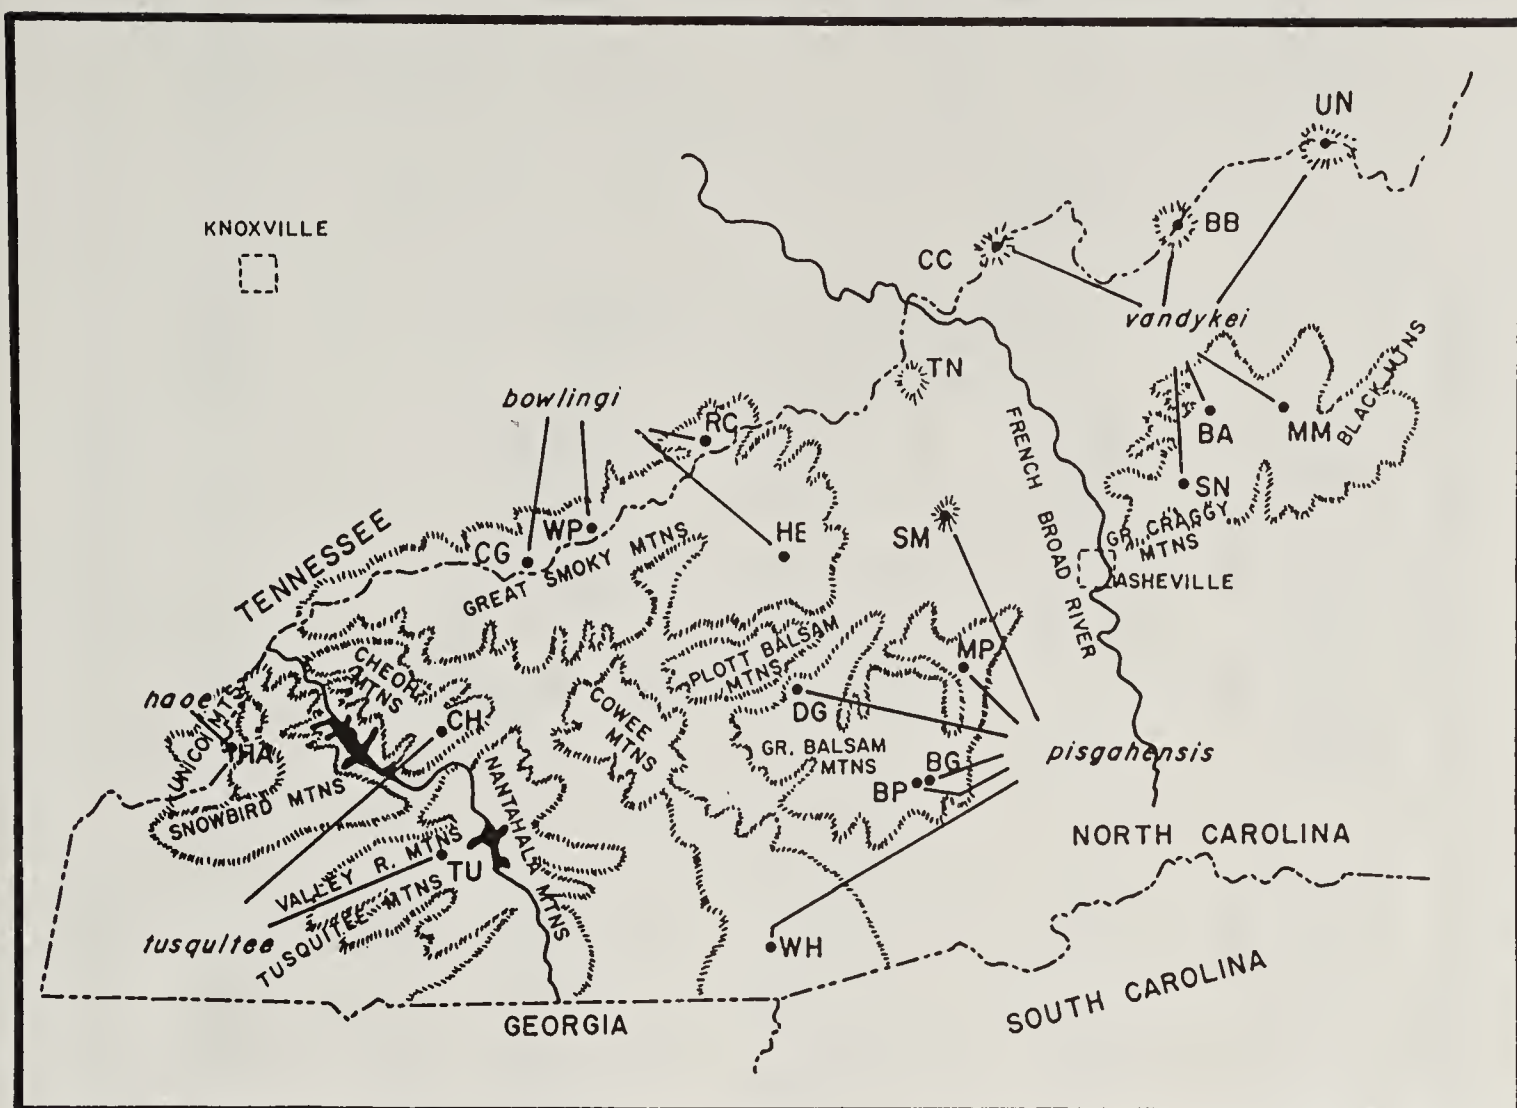 UN
KNOXVILLE
BB
CC
vandykei
TN
bowlingi
RC
BLACK MTNS
BA
MM
FRENCH BROAD RIVER
SN
WP
HE
SM
GR. CRAGGY
MTNS
CG
GREAT SMOKY MTNS
TENNESSEE
ASHEVILLE
CHEOH
MTNS
PLOTT BALSAM
MTNS
MP
haoe
UNICOI MTNS
COWEE
MTNS
DG
CH
HA
GR. BALSAM
MTNS
BG
pisgahensis
BP
SNOWBIRD MTNS
NANTAHALA MTNS
NORTH CAROLINA
VALLEY R. MTNS
TU
TUSQUITEE MTNS
tusquitee
WH
SOUTH CAROLINA
GEORGIA